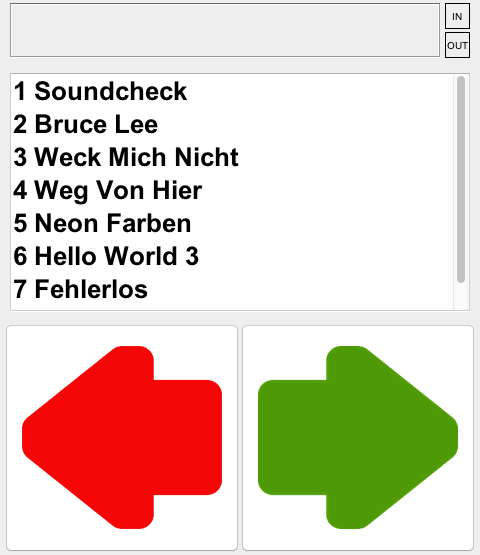 IN
OUT
1 Soundcheck
2 Bruce Lee
3 Weck Mich Nicht
4 Weg Von Hier
5 Neon Farben
6 Hello World 3
7 Fehlerlos